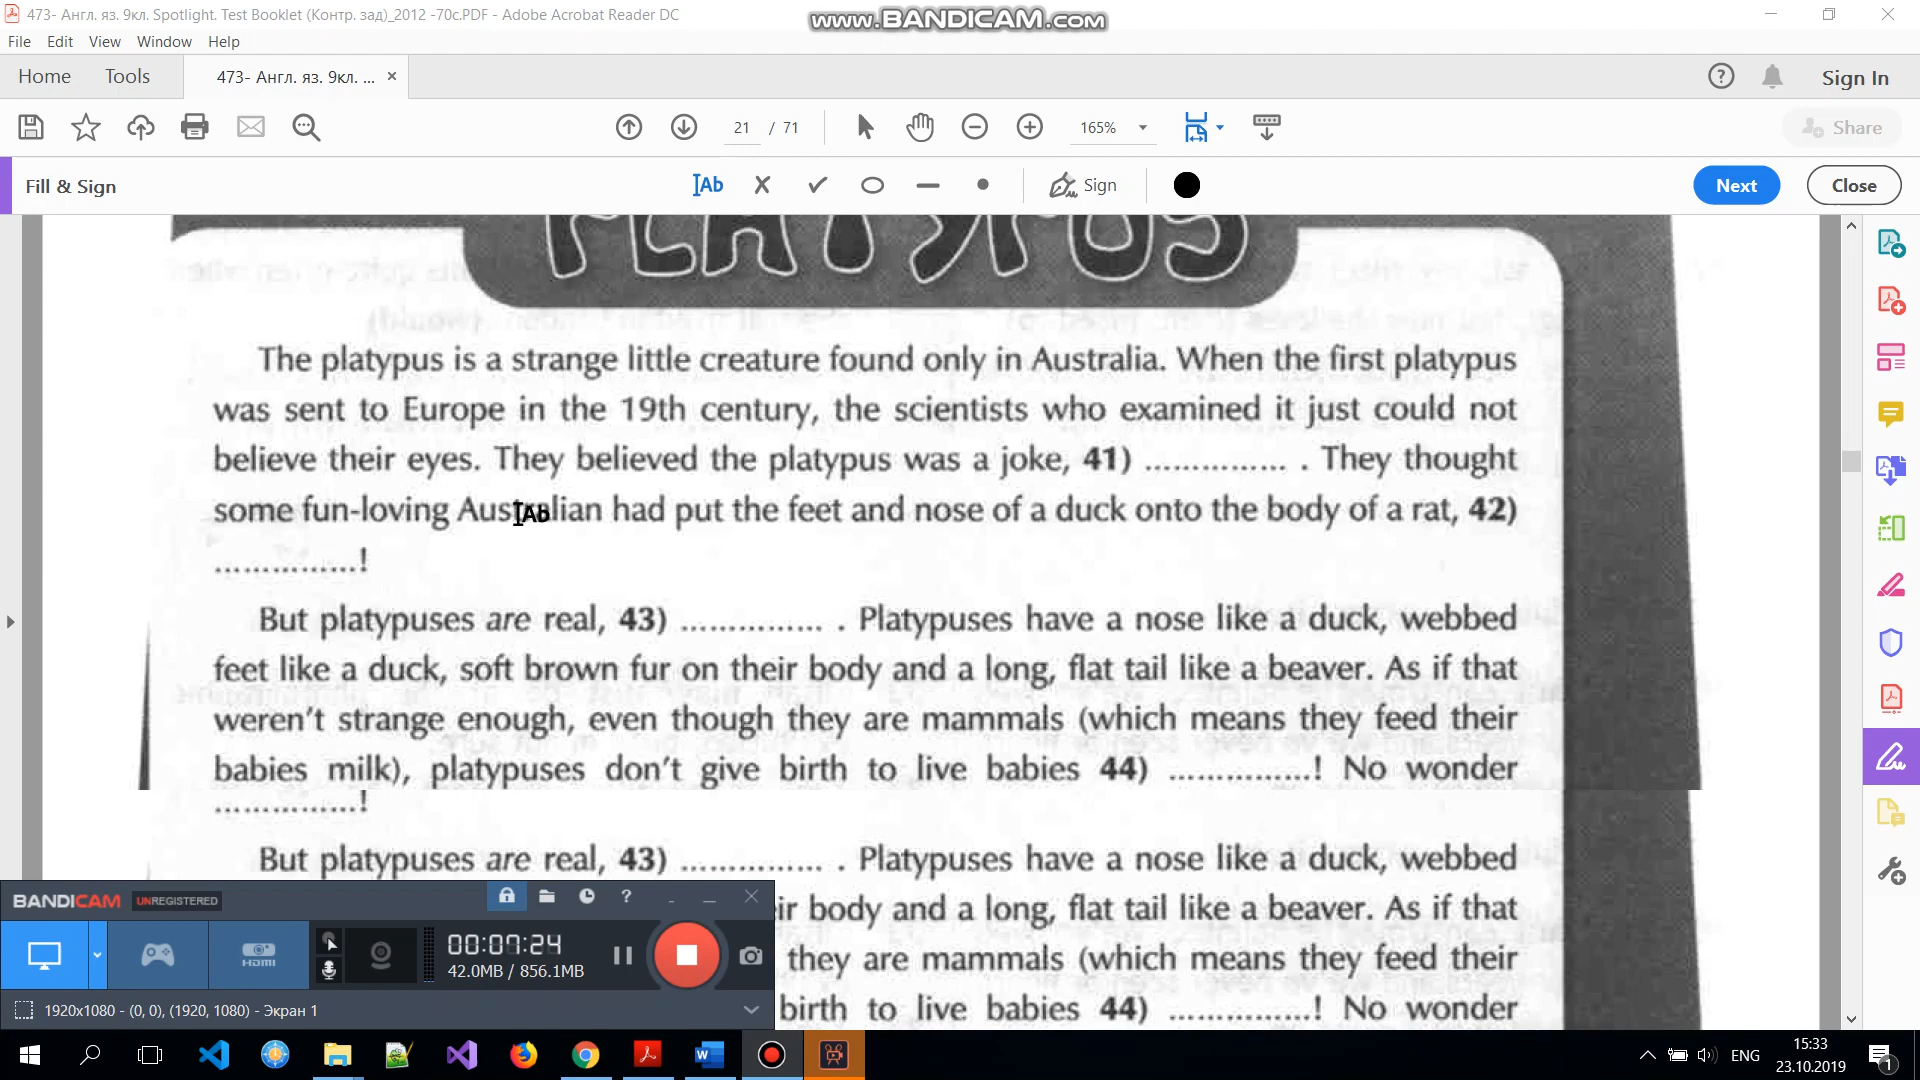 473- Англ. яз. 9кл. Spotlight. Test Booklet (Контр. зад)_2012 -70с.PDF - Adobe Acrobat Reader DC
www.BANDICAM.com
File Edit View Window Help
Home Tools 473- Англ. яз. 9кл. ... × Sign In
21 / 71 165% Share
Fill & Sign Ab Sign Next Close
PLATYPUS
The platypus is a strange little creature found only in Australia. When the first platypus
was sent to Europe in the 19th century, the scientists who examined it just could not
believe their eyes. They believed the platypus was a joke, 41) ............... . They thought
some fun-loving Australian had put the feet and nose of a duck onto the body of a rat, 42)
...............!
Ab
But platypuses are real, 43) ............... . Platypuses have a nose like a duck, webbed
feet like a duck, soft brown fur on their body and a long, flat tail like a beaver. As if that
weren't strange enough, even though they are mammals (which means they feed their
babies milk), platypuses don't give birth to live babies 44) ...............! No wonder
...............!
But platypuses are real, 43) ............... . Platypuses have a nose like a duck, webbed
ir body and a long, flat tail like a beaver. As if that
they are mammals (which means they feed their
birth to live babies 44) ...............! No wonder
BANDICAM UNREGISTERED
HDMI
00:07:24
42.0MB / 856.1MB
1920x1080 - (0, 0), (1920, 1080) - Экран 1
ENG
15:33
23.10.2019
1